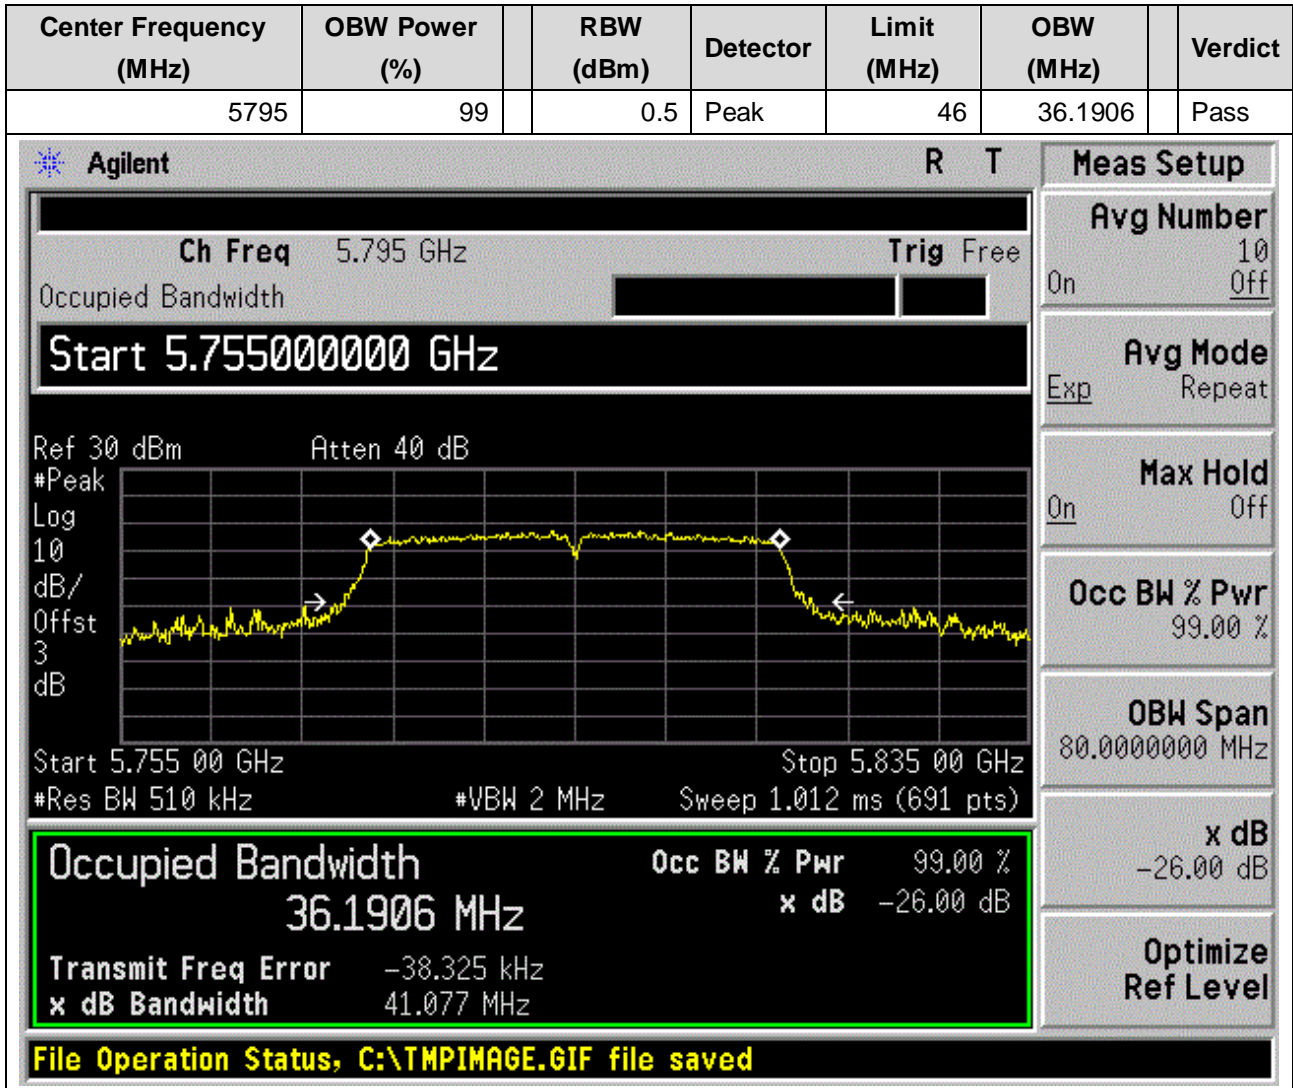 Center Frequency (MHz) OBW Power (%) RBW (dBm) Detector Limit (MHz) OBW (MHz) Verdict
5795 99 0.5 Peak 46 36.1906 Pass
Agilent R T
Ch Freq 5.795 GHz Trig Free
Occupied Bandwidth
Start 5.755000000 GHz
Ref 30 dBm Atten 40 dB
#Peak
Log
10
dB/
Offst
3
dB
Start 5.755 00 GHz Stop 5.835 00 GHz
#Res BW 510 kHz #VBW 2 MHz Sweep 1.012 ms (691 pts)
Occupied Bandwidth Occ BW % Pwr 99.00 %
36.1906 MHz x dB -26.00 dB
Transmit Freq Error -38.325 kHz
x dB Bandwidth 41.077 MHz
File Operation Status, C:\TMPIMAGE.GIF file saved
Meas Setup
Avg Number
10
On Off
Avg Mode
Exp Repeat
Max Hold
On Off
Occ BW % Pwr
99.00 %
OBW Span
80.0000000 MHz
x dB
-26.00 dB
Optimize
Ref Level